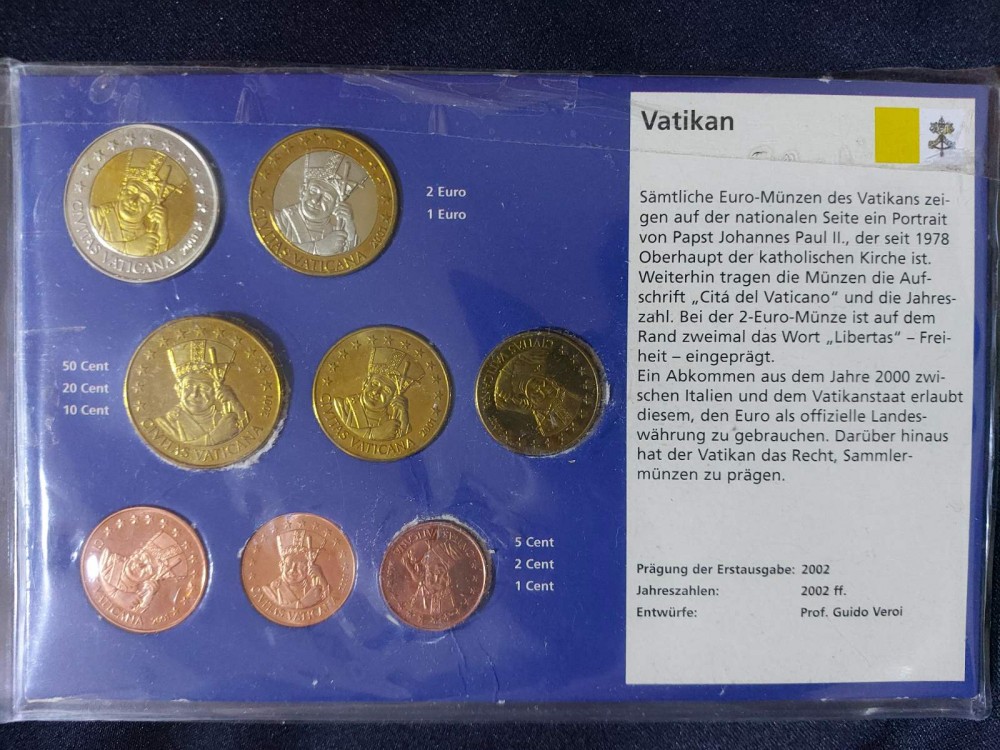 Vatikan
CIVITAS VATICANA
CIVITAS VATICANA 2001
2 Euro
1 Euro
Sämtliche Euro-Münzen des Vatikans zei-
gen auf der nationalen Seite ein Portrait
von Papst Johannes Paul II., der seit 1978
Oberhaupt der katholischen Kirche ist.
Weiterhin tragen die Münzen die Auf-
schrift „Citá del Vaticano“ und die Jahres-
zahl. Bei der 2-Euro-Münze ist auf dem
Rand zweimal das Wort „Libertas“ – Frei-
heit – eingeprägt.
Ein Abkommen aus dem Jahre 2000 zwi-
schen Italien und dem Vatikanstaat erlaubt
diesem, den Euro als offizielle Landes-
währung zu gebrauchen. Darüber hinaus
hat der Vatikan das Recht, Sammler-
münzen zu prägen.
50 Cent
20 Cent
10 Cent
CIVITAS VATICANA
CIVITAS VATICANA 2001
5 Cent
2 Cent
1 Cent
Prägung der Erstausgabe: 2002
Jahreszahlen: 2002 ff.
Entwürfe: Prof. Guido Veroi